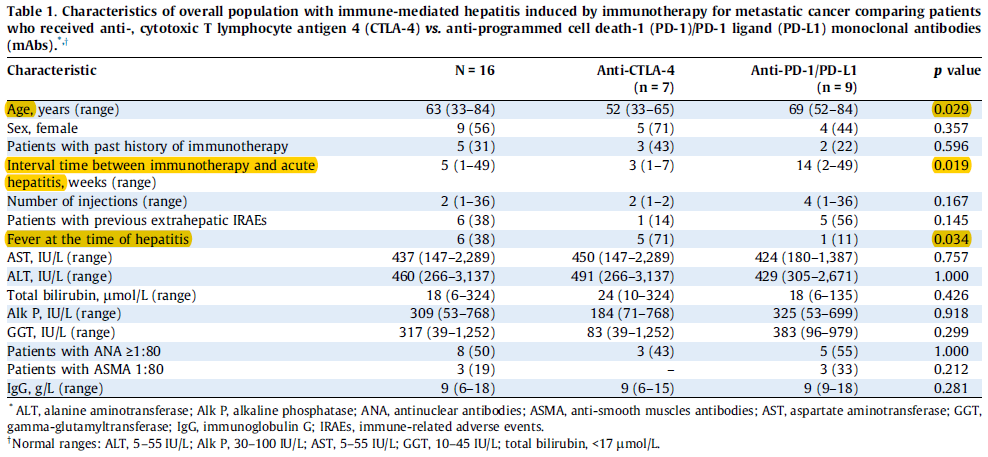 Table 1. Characteristics of overall population with immune-mediated hepatitis induced by immunotherapy for metastatic cancer comparing patients
who received anti-, cytotoxic T lymphocyte antigen 4 (CTLA-4) vs. anti-programmed cell death-1 (PD-1)/PD-1 ligand (PD-L1) monoclonal antibodies
(mAbs).*,†
Characteristic N = 16 Anti-CTLA-4 (n = 7) Anti-PD-1/PD-L1 (n = 9) p value
Age, years (range) 63 (33–84) 52 (33–65) 69 (52–84) 0.029
Sex, female 9 (56) 5 (71) 4 (44) 0.357
Patients with past history of immunotherapy 5 (31) 3 (43) 2 (22) 0.596
Interval time between immunotherapy and acute 5 (1–49) 3 (1–7) 14 (2–49) 0.019
hepatitis, weeks (range)
Number of injections (range) 2 (1–36) 2 (1–2) 4 (1–36) 0.167
Patients with previous extrahepatic IRAEs 6 (38) 1 (14) 5 (56) 0.145
Fever at the time of hepatitis 6 (38) 5 (71) 1 (11) 0.034
AST, IU/L (range) 437 (147–2,289) 450 (147–2,289) 424 (180–1,387) 0.757
ALT, IU/L (range) 460 (266–3,137) 491 (266–3,137) 429 (305–2,671) 1.000
Total bilirubin, μmol/L (range) 18 (6–324) 24 (10–324) 18 (6–135) 0.426
Alk P, IU/L (range) 309 (53–768) 184 (71–768) 325 (53–699) 0.918
GGT, IU/L (range) 317 (39–1,252) 83 (39–1,252) 383 (96–979) 0.299
Patients with ANA ≥1:80 8 (50) 3 (43) 5 (55) 1.000
Patients with ASMA 1:80 3 (19) – 3 (33) 0.212
IgG, g/L (range) 9 (6–18) 9 (6–15) 9 (9–18) 0.281
* ALT, alanine aminotransferase; Alk P, alkaline phosphatase; ANA, antinuclear antibodies; ASMA, anti-smooth muscles antibodies; AST, aspartate aminotransferase; GGT,
gamma-glutamyltransferase; IgG, immunoglobulin G; IRAEs, immune-related adverse events.
†Normal ranges: ALT, 5–55 IU/L; Alk P, 30–100 IU/L; AST, 5–55 IU/L; GGT, 10–45 IU/L; total bilirubin, <17 μmol/L.